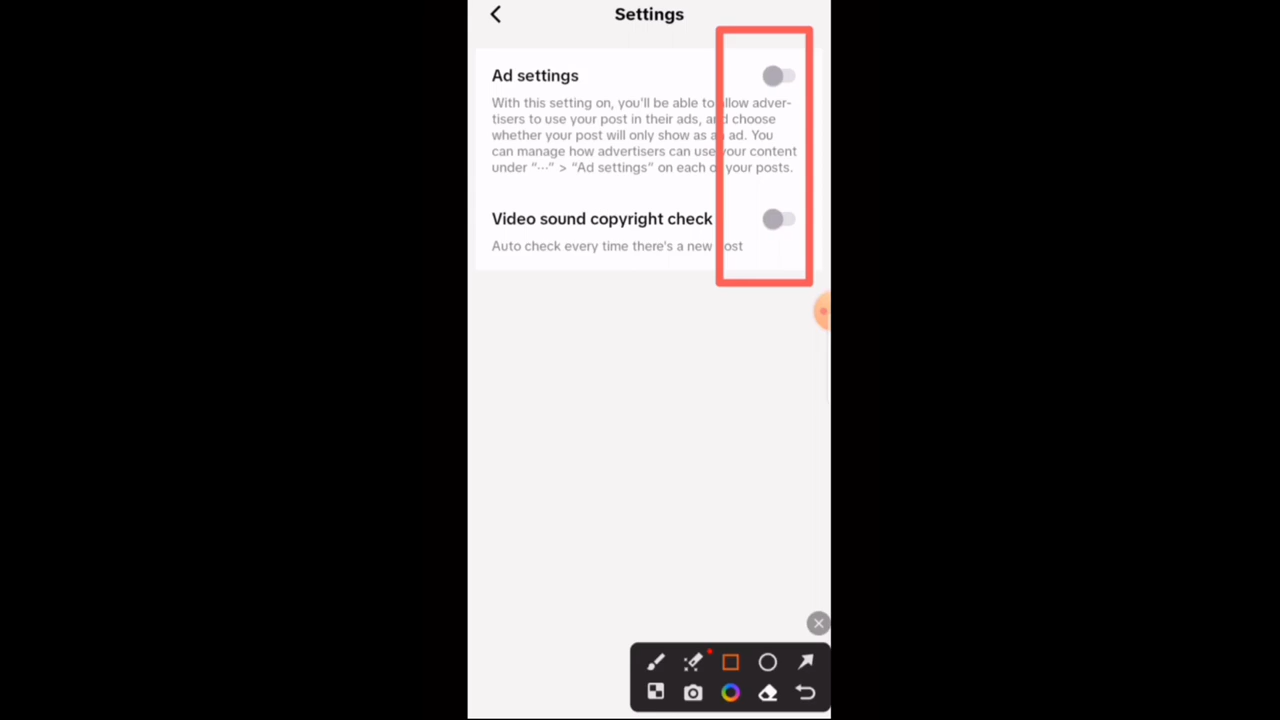 Settings
Ad settings
With this setting on, you'll be able to allow adver-
tisers to use your post in their ads, and choose
whether your post will only show as an ad. You
can manage how advertisers can use your content
under “···“ > “Ad settings” on each of your posts.
Video sound copyright check
Auto check every time there's a new post